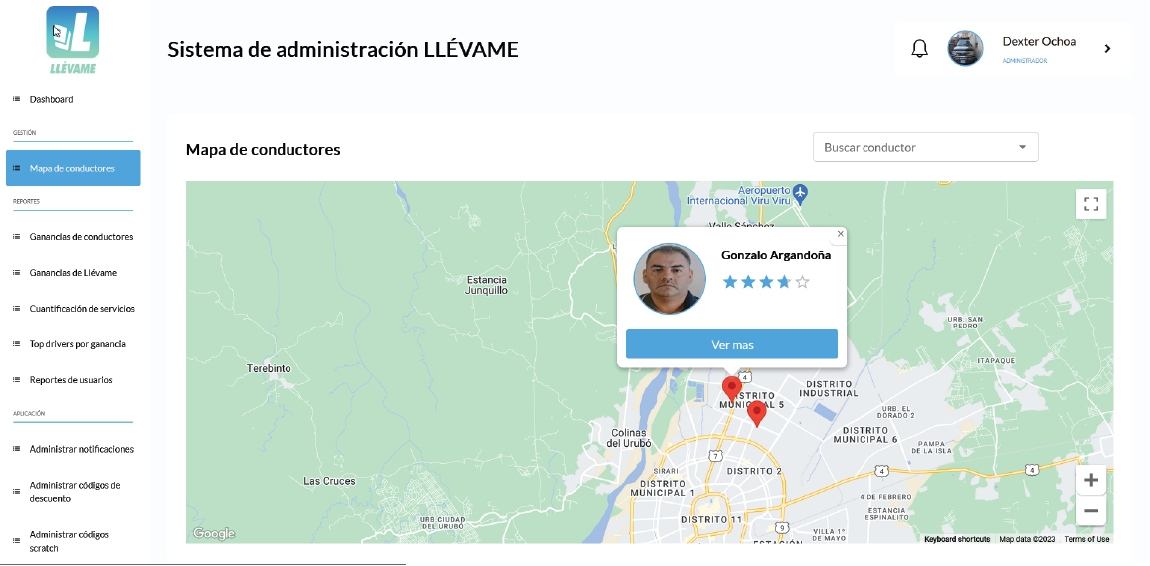 LLÉVAME
Sistema de administración LLÉVAME
Dexter Ochoa
ADMINISTRADOR
Dashboard
GESTIÓN
Mapa de conductores
REPORTES
Ganancias de conductores
Ganancias de Llévame
Cuantificación de servicios
Top drivers por ganancia
Reportes de usuarios
APLICACIÓN
Administrar notificaciones
Administrar códigos de
descuento
Administrar códigos
scratch
Mapa de conductores
Buscar conductor
Aeropuerto
Internacional Viru Viru
Valle Sánchez
Gonzalo Argandoña
Ver mas
Estancia
Junquillo
URB. SAN
PEDRO
ITAPAQUE
Terebinto
4
DISTRITO
INDUSTRIAL
DISTRITO
MUNICIPAL 5
URB. EL
DORADO 2
Colinas
del Urubó
DISTRITO
MUNICIPAL 6
PAMPA
DE LA ISLA
7
SIRARI
DISTRITO 2
4
4
Las Cruces
DISTRITO
MUNICIPAL 1
4 DE FEBRERO
ESTANCIA
ESPINALITO
URB CIUDAD
DEL URUBO
DISTRITO 11
9
VILLA 1°
DE MAYO
ESTACIÓN
Google
Keyboard shortcuts
Map data ©2023
Terms of Use